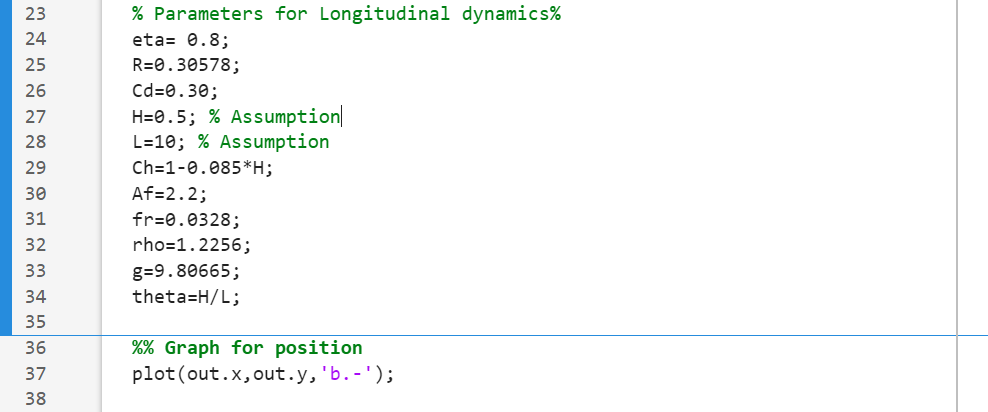 23 % Parameters for Longitudinal dynamics%
24 eta= 0.8;
25 R=0.30578;
26 Cd=0.30;
27 H=0.5; % Assumption
28 L=10; % Assumption
29 Ch=1-0.085*H;
30 Af=2.2;
31 fr=0.0328;
32 rho=1.2256;
33 g=9.80665;
34 theta=H/L;
35
36 %% Graph for position
37 plot(out.x,out.y,'b.-');
38